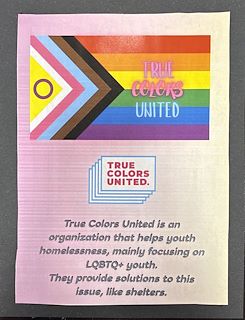 TRUE
COLORS
UNITED
TRUE
COLORS
UNITED.
True Colors United is an
organization that helps youth
homelessness, mainly focusing on
LQBTQ+ youth.
They provide solutions to this
issue, like shelters.